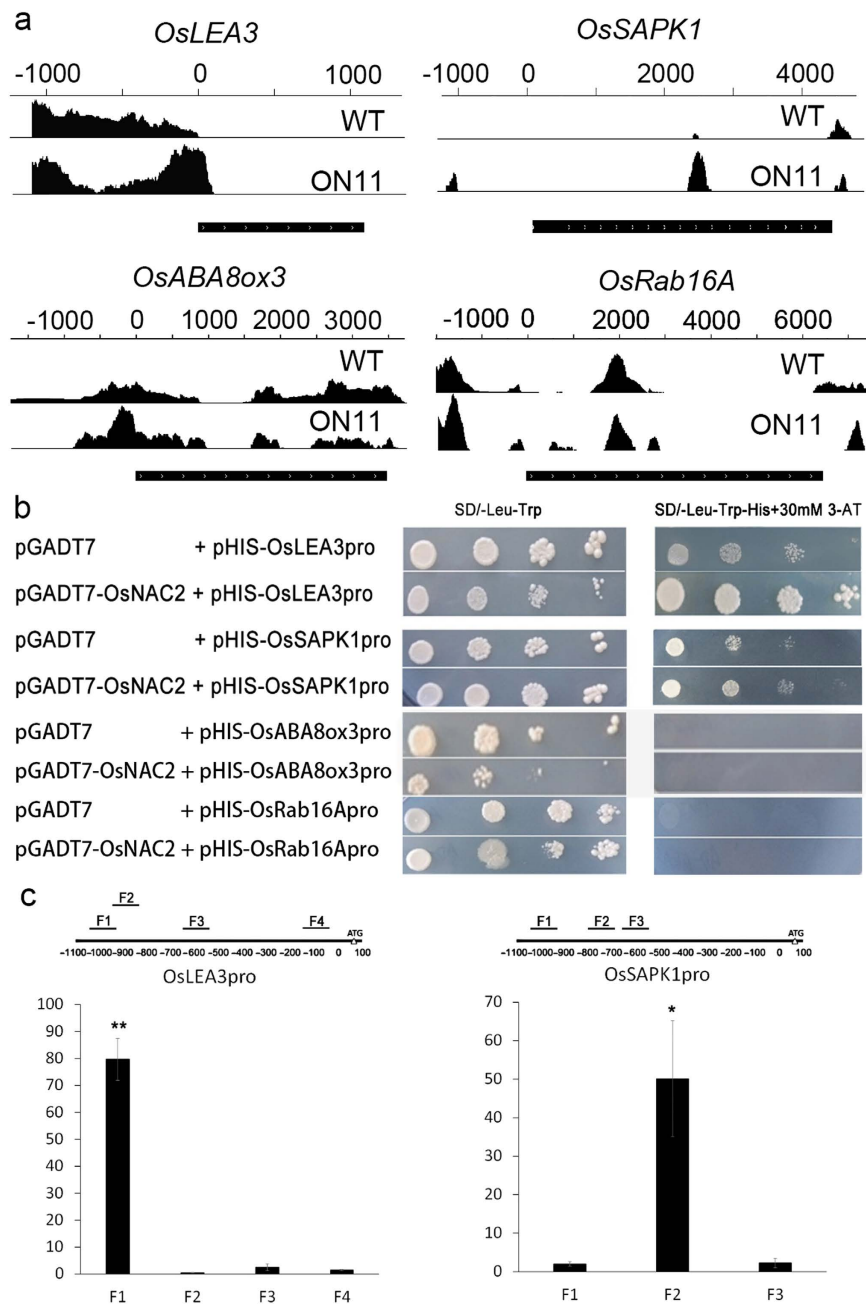 a
OsLEA3
-1000 0 1000
WT
ON11
OsSAPK1
-1000 0 2000 4000
WT
ON11
OsABA8ox3
-1000 0 1000 2000 3000
WT
ON11
OsRab16A
-1000 0 2000 4000 6000
WT
ON11
b
SD/-Leu-Trp SD/-Leu-Trp-His+30mM 3-AT
pGADT7 + pHIS-OsLEA3pro
pGADT7-OsNAC2 + pHIS-OsLEA3pro
pGADT7 + pHIS-OsSAPK1pro
pGADT7-OsNAC2 + pHIS-OsSAPK1pro
pGADT7 + pHIS-OsABA8ox3pro
pGADT7-OsNAC2 + pHIS-OsABA8ox3pro
pGADT7 + pHIS-OsRab16Apro
pGADT7-OsNAC2 + pHIS-OsRab16Apro
c
F2
F1 F3 F4
ATG
-1100 -1000 -900 -800 -700 -600 -500 -400 -300 -200 -100 0 100
OsLEA3pro
100
90
80
70
60
50
40
30
20
10
0
**
F1 F2 F3 F4
F1 F2 F3
ATG
-1100 -1000 -900 -800 -700 -600 -500 -400 -300 -200 -100 0 100
OsSAPK1pro
70
60
50
40
30
20
10
0
*
F1 F2 F3